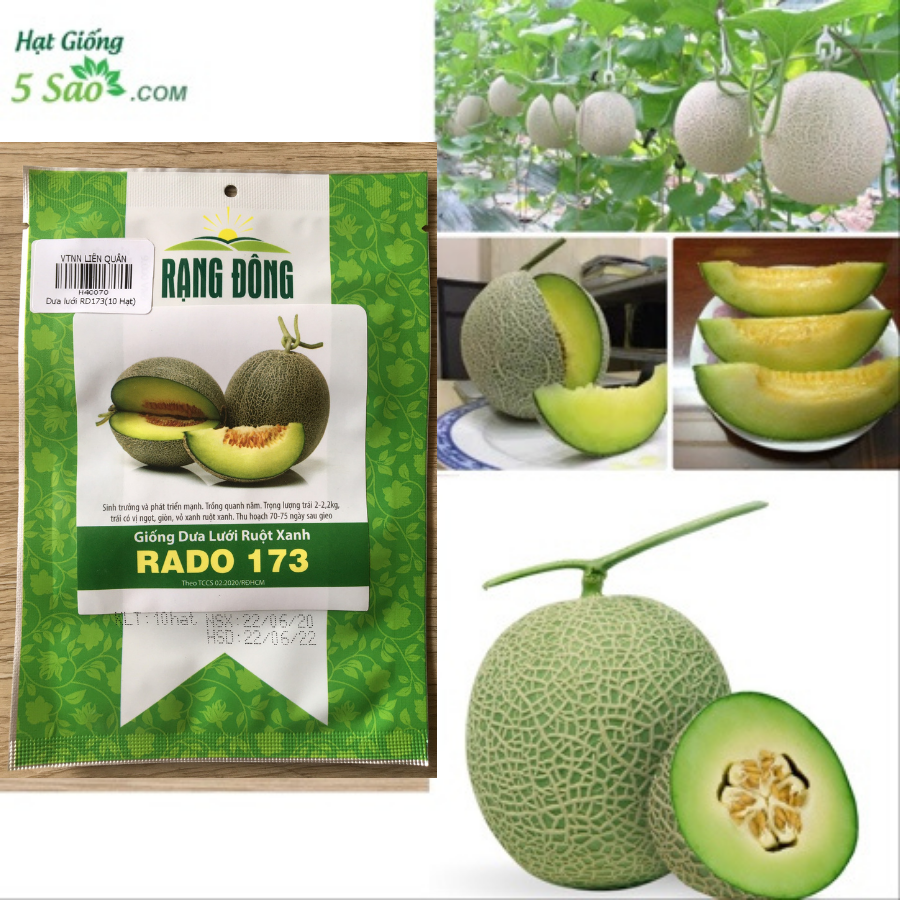 Hạt Giống
5 Sao .COM
VTNN LIÊN QUÂN
H4C070
Dưa lưới RD173(10 Hạt)
RẠNG ĐÔNG
Sinh trưởng và phát triển mạnh. Trồng quanh năm. Trọng lượng trái 2-2,2kg,
trái có vị ngọt, giòn, vỏ xanh ruột xanh. Thu hoạch 70-75 ngày sau gieo
Giống Dưa Lưới Ruột Xanh
RADO 173
Theo TCCS 02:2020/RĐHCM
KLT:10hat NSX:22/06/20
HSD:22/06/22